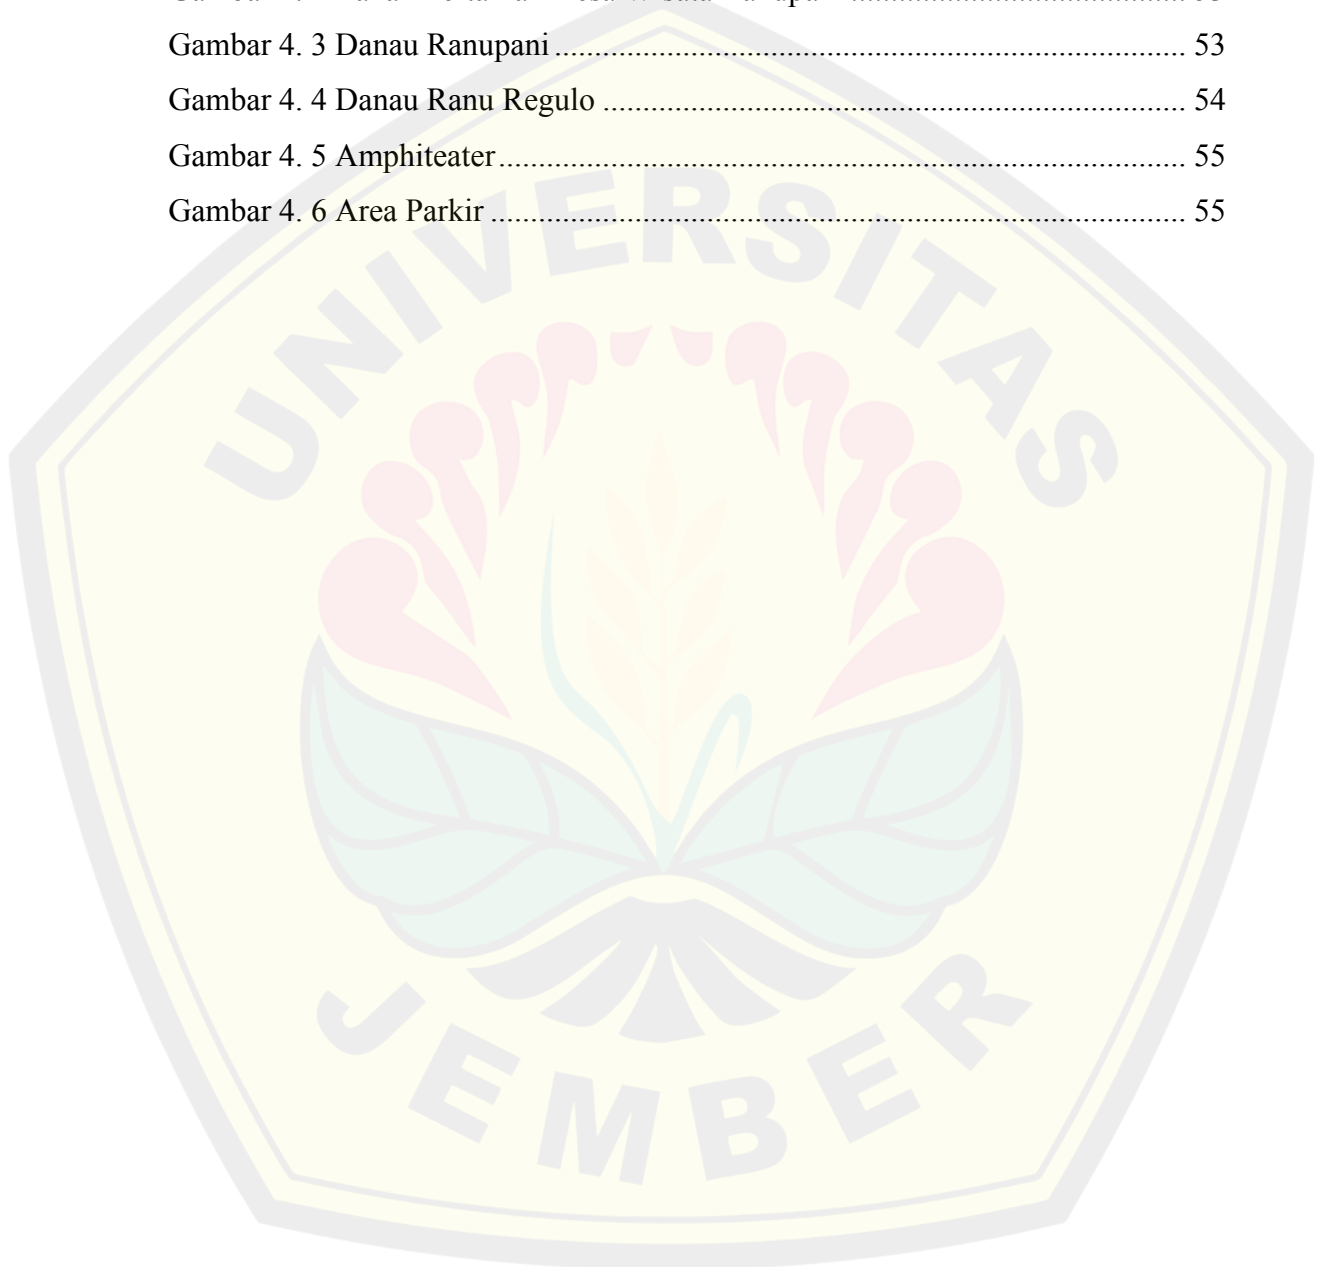 Gambar 4. 3 Danau Ranupani ........................................................................ 53
Gambar 4. 4 Danau Ranu Regulo ........................................................................ 54
Gambar 4. 5 Amphiteater ........................................................................ 55
Gambar 4. 6 Area Parkir ........................................................................ 55
UNIVERSITAS
JEMBER